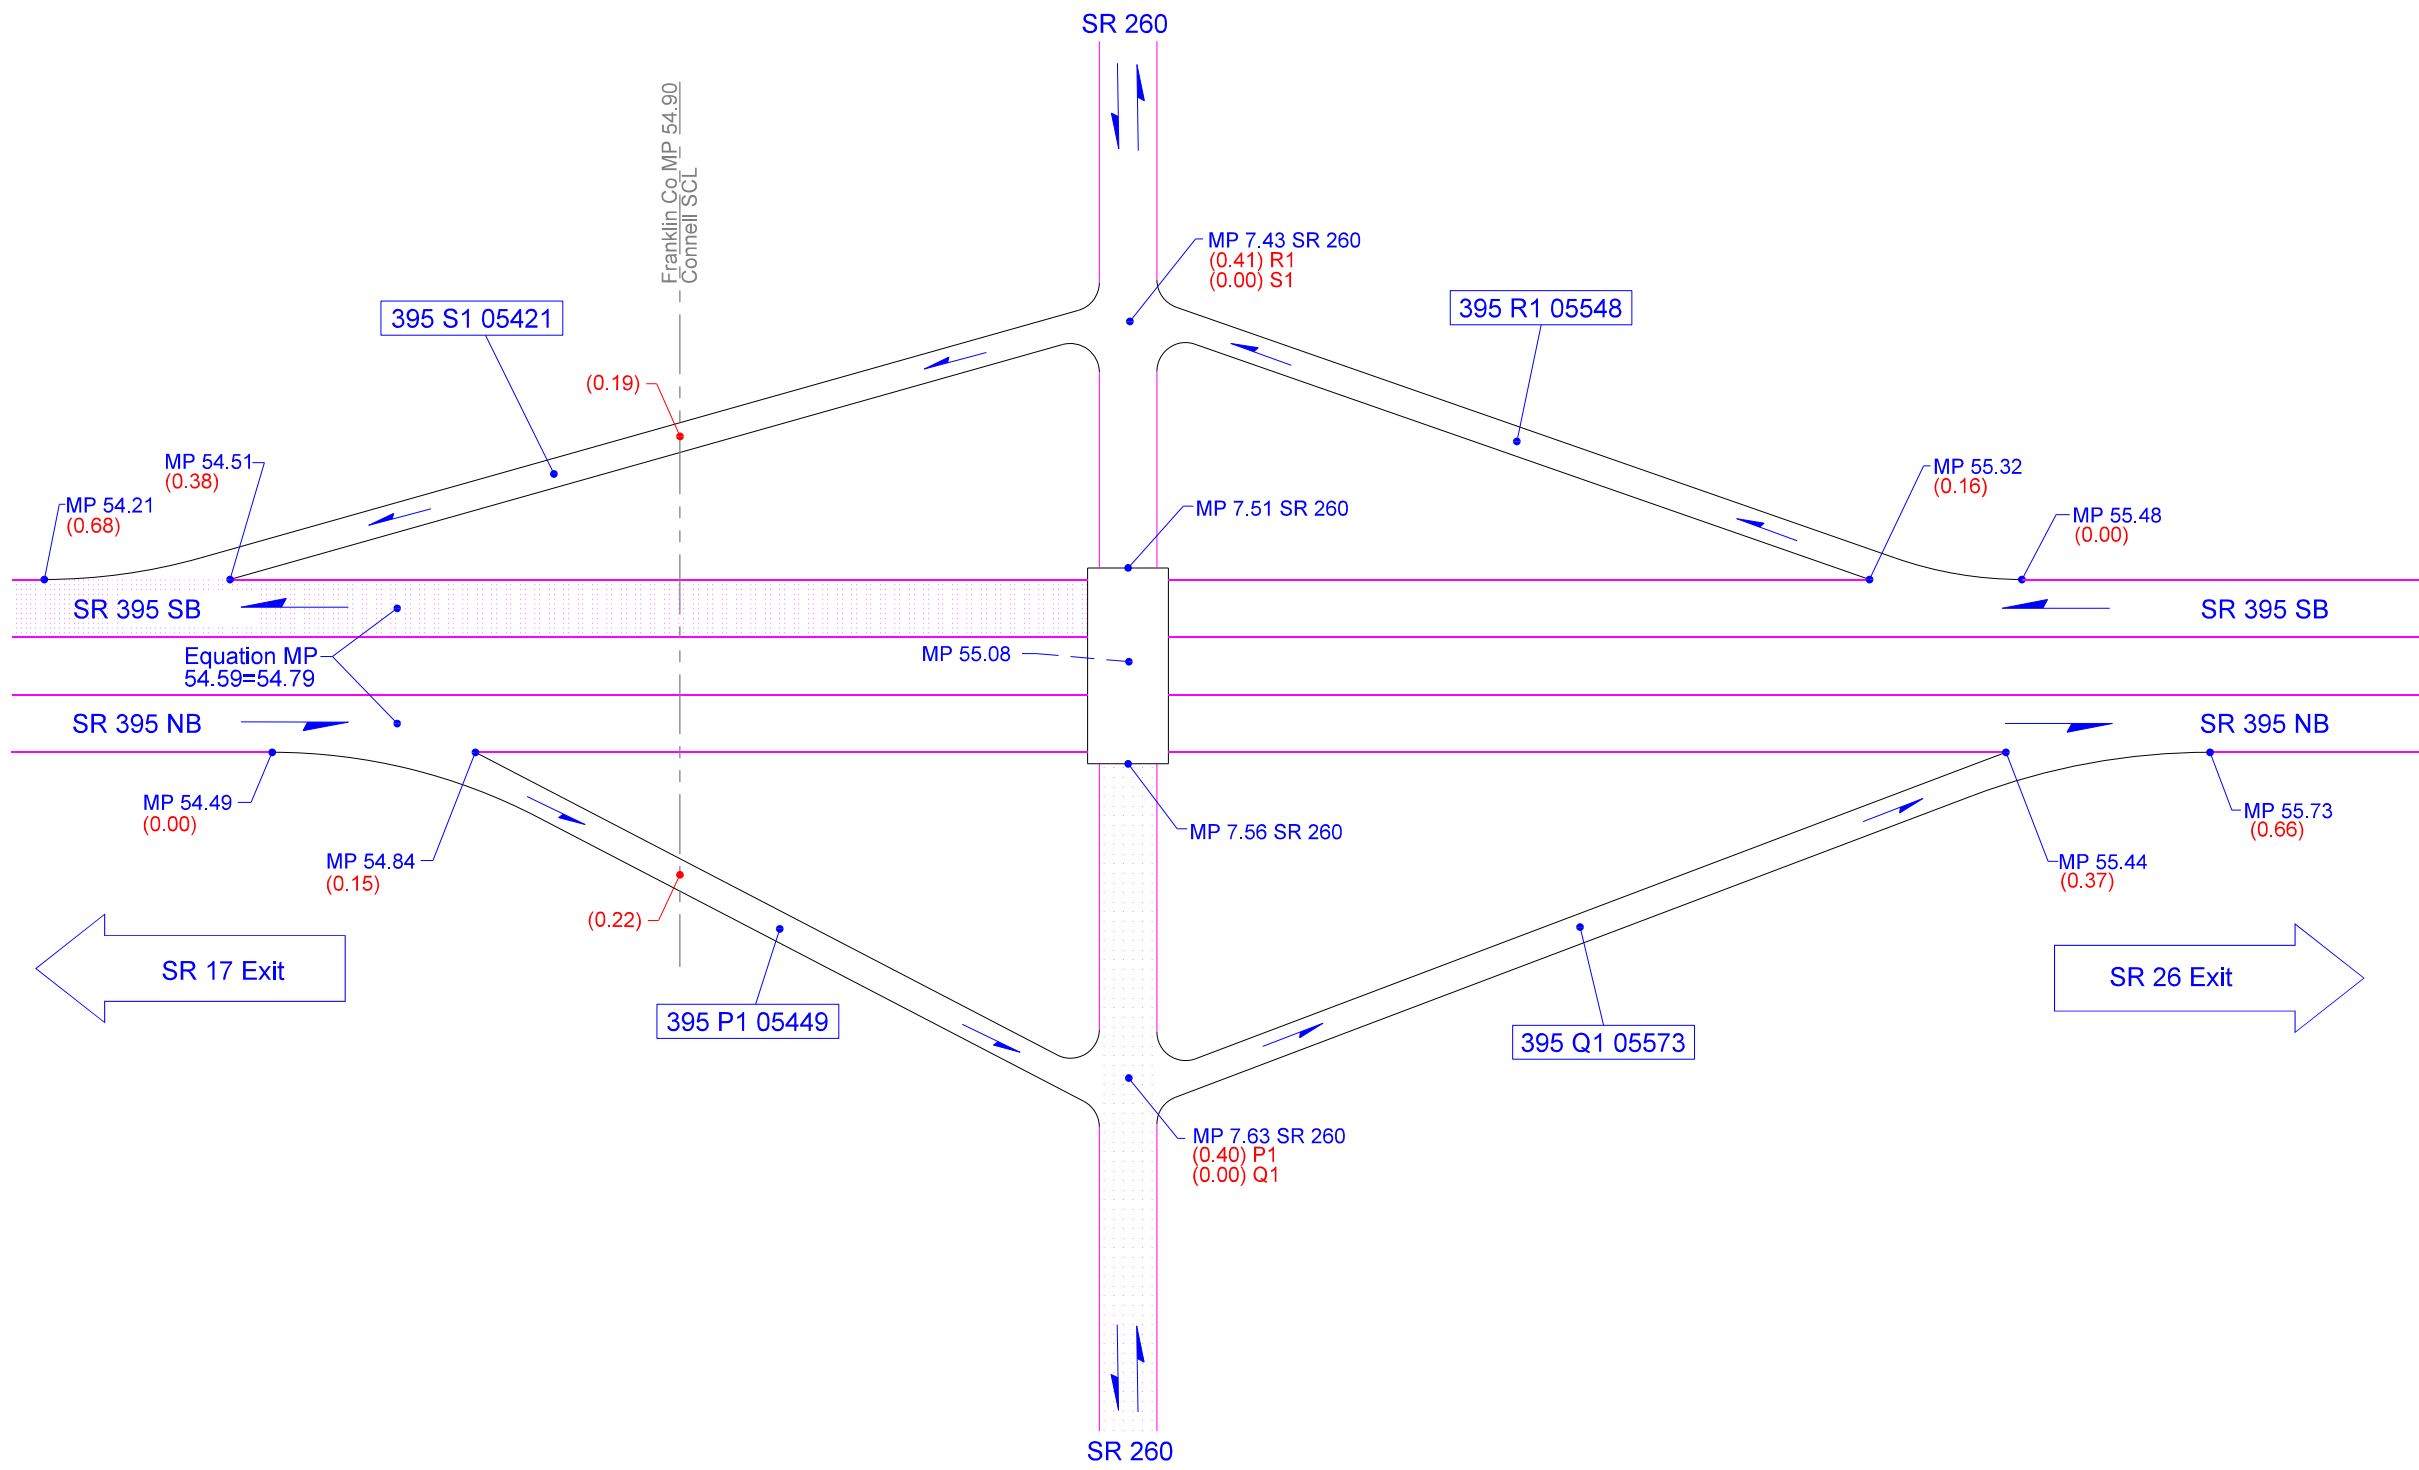 SR 260
Franklin Co MP 54.90
Connell SCL
MP 7.43 SR 260
(0.41) R1
(0.00) S1
395 S1 05421
395 R1 05548
(0.19)
MP 54.51
(0.38)
MP 54.21
(0.68)
MP 55.32
(0.16)
MP 55.48
(0.00)
MP 7.51 SR 260
SR 395 SB
SR 395 SB
Equation MP
54.59=54.79
MP 55.08
SR 395 NB
SR 395 NB
MP 54.49
(0.00)
MP 54.84
(0.15)
MP 7.56 SR 260
MP 55.73
(0.66)
MP 55.44
(0.37)
(0.22)
SR 17 Exit
SR 26 Exit
395 P1 05449
395 Q1 05573
MP 7.63 SR 260
(0.40) P1
(0.00) Q1
SR 260